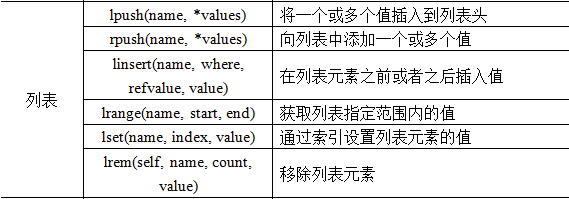 lpush(name, *values) 将一个或多个值插入到列表头
rpush(name, *values) 向列表中添加一个或多个值
linsert(name, where,
refvalue, value)
在列表元素之前或者之后插入值
列表
lrange(name, start, end) 获取列表指定范围内的值
lset(name, index, value) 通过索引设置列表元素的值
lrem(self, name, count,
value)
移除列表元素